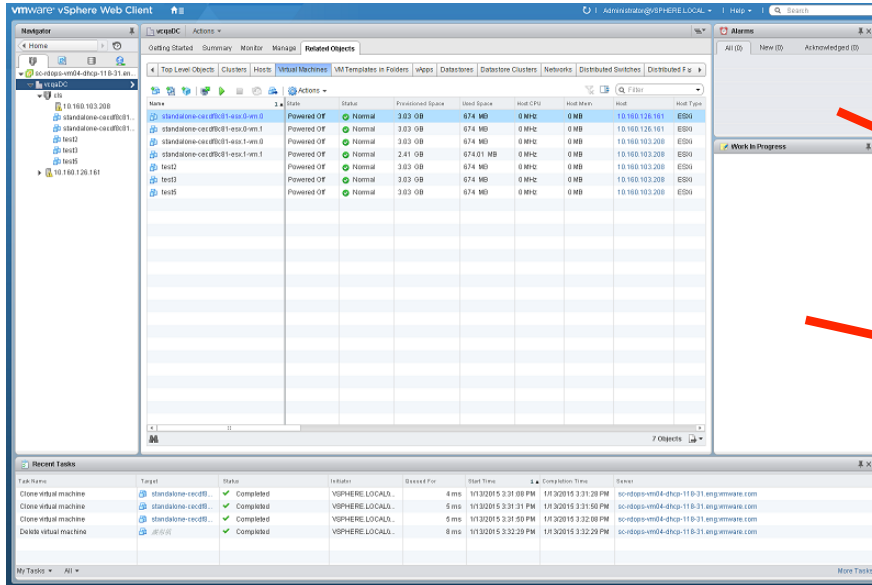 vmware® vSphere Web Client
Administrator@VSPHERE.LOCAL
Help
Search
Navigator
Home
sc-rdops-vm04-dhcp-118-31.en...
vcqaDC
cls
10.160.103.208
standalone-cecdf8c81...
standalone-cecdf8c81...
test2
test3
test5
10.160.126.161
vcqaDC Actions
Getting Started Summary Monitor Manage Related Objects
Top Level Objects Clusters Hosts Virtual Machines VM Templates in Folders vApps Datastores Datastore Clusters Networks Distributed Switches Distributed
Actions
Filter
Name 1 State Status Provisioned Space Used Space Host CPU Host Mem Host Host Type
standalone-cecdf8c81-esx.0-vm.0 Powered Off Normal 3.03 GB 674 MB 0 MHz 0 MB 10.160.126.161 ESXi
standalone-cecdf8c81-esx.0-vm.1 Powered Off Normal 3.03 GB 674 MB 0 MHz 0 MB 10.160.126.161 ESXi
standalone-cecdf8c81-esx.1-vm.0 Powered Off Normal 3.03 GB 674 MB 0 MHz 0 MB 10.160.103.208 ESXi
standalone-cecdf8c81-esx.1-vm.1 Powered Off Normal 2.41 GB 674.01 MB 0 MHz 0 MB 10.160.103.208 ESXi
test2 Powered Off Normal 3.03 GB 674 MB 0 MHz 0 MB 10.160.103.208 ESXi
test3 Powered Off Normal 3.03 GB 674 MB 0 MHz 0 MB 10.160.103.208 ESXi
test5 Powered Off Normal 3.03 GB 674 MB 0 MHz 0 MB 10.160.103.208 ESXi
7 Objects
Alarms
All (0) New (0) Acknowledged (0)
Work In Progress
Recent Tasks
Task Name Target Status Initiator Queued For Start Time 1 Completion Time Server
Clone virtual machine standalone-cecdf8... Completed VSPHERE.LOCAL\... 4 ms 1/13/2015 3:31:08 PM 1/13/2015 3:31:28 PM sc-rdops-vm04-dhcp-118-31.eng.vmware.com
Clone virtual machine standalone-cecdf8... Completed VSPHERE.LOCAL\... 5 ms 1/13/2015 3:31:31 PM 1/13/2015 3:31:50 PM sc-rdops-vm04-dhcp-118-31.eng.vmware.com
Clone virtual machine standalone-cecdf8... Completed VSPHERE.LOCAL\... 5 ms 1/13/2015 3:31:53 PM 1/13/2015 3:32:08 PM sc-rdops-vm04-dhcp-118-31.eng.vmware.com
Delete virtual machine Completed VSPHERE.LOCAL\... 8 ms 1/13/2015 3:32:29 PM 1/13/2015 3:32:29 PM sc-rdops-vm04-dhcp-118-31.eng.vmware.com
My Tasks All More Tasks